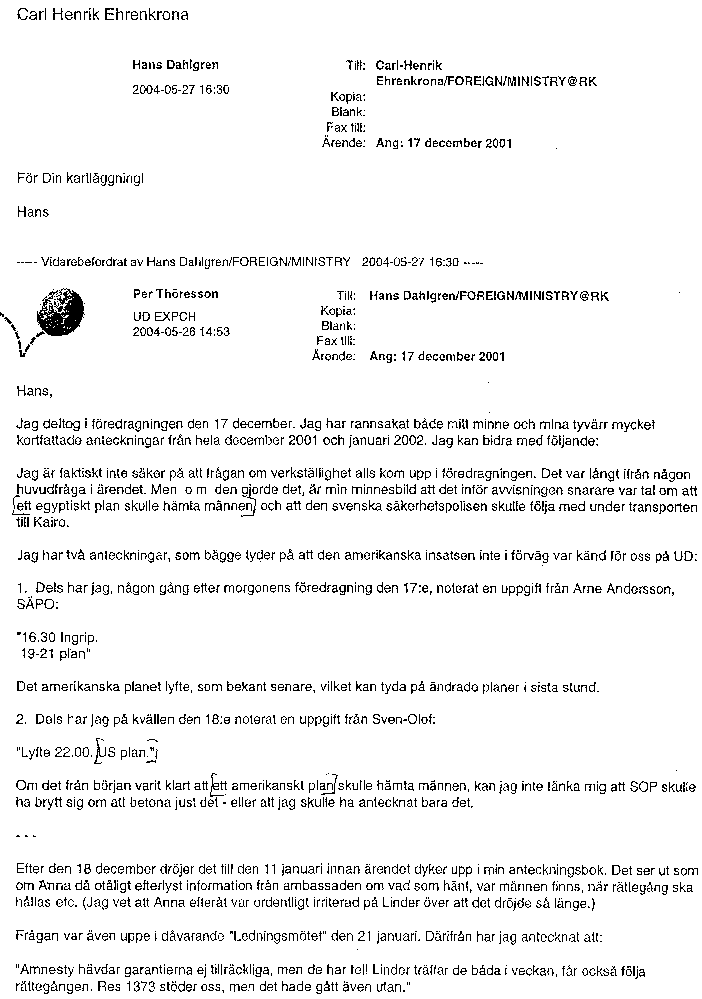 Carl Henrik Ehrenkrona
Hans Dahlgren
2004-05-27 16:30
Till: Carl-Henrik
Ehrenkrona/FOREIGN/MINISTRY@RK
Kopia:
Blank:
Fax till:
Ärende: Ang: 17 december 2001
För Din kartläggning!
Hans
----- Vidarebefordrat av Hans Dahlgren/FOREIGN/MINISTRY 2004-05-27 16:30 -----
Per Thöresson
UD EXPCH
2004-05-26 14:53
Till: Hans Dahlgren/FOREIGN/MINISTRY@RK
Kopia:
Blank:
Fax till:
Ärende: Ang: 17 december 2001
Hans,
Jag deltog i föredragningen den 17 december. Jag har rannsakat både mitt minne och mina tyvärr mycket
kortfattade anteckningar från hela december 2001 och januari 2002. Jag kan bidra med följande:
Jag är faktiskt inte säker på att frågan om verkställighet alls kom upp i föredragningen. Det var långt ifrån någon
huvudfråga i ärendet. Men o m den gjorde det, är min minnesbild att det inför avvisningen snarare var tal om att
[ett egyptiskt plan skulle hämta männen] och att den svenska säkerhetspolisen skulle följa med under transporten
till Kairo.
Jag har två anteckningar, som bägge tyder på att den amerikanska insatsen inte i förväg var känd för oss på UD:
1. Dels har jag, någon gång efter morgonens föredragning den 17:e, noterat en uppgift från Arne Andersson,
SÄPO:
"16.30 Ingrip.
19-21 plan"
Det amerikanska planet lyfte, som bekant senare, vilket kan tyda på ändrade planer i sista stund.
2. Dels har jag på kvällen den 18:e noterat en uppgift från Sven-Olof:
"Lyfte 22.00. [US plan."]
Om det från början varit klart att [ett amerikanskt plan] skulle hämta männen, kan jag inte tänka mig att SOP skulle
ha brytt sig om att betona just det - eller att jag skulle ha antecknat bara det.
- - -
Efter den 18 december dröjer det till den 11 januari innan ärendet dyker upp i min anteckningsbok. Det ser ut som
om Anna då otåligt efterlyst information från ambassaden om vad som hänt, var männen finns, när rättegång ska
hållas etc. (Jag vet att Anna efteråt var ordentligt irriterad på Linder över att det dröjde så länge.)
Frågan var även uppe i dåvarande "Ledningsmötet" den 21 januari. Därifrån har jag antecknat att:
"Amnesty hävdar garantierna ej tillräckliga, men de har fel! Linder träffar de båda i veckan, får också följa
rättegången. Res 1373 stöder oss, men det hade gått även utan."